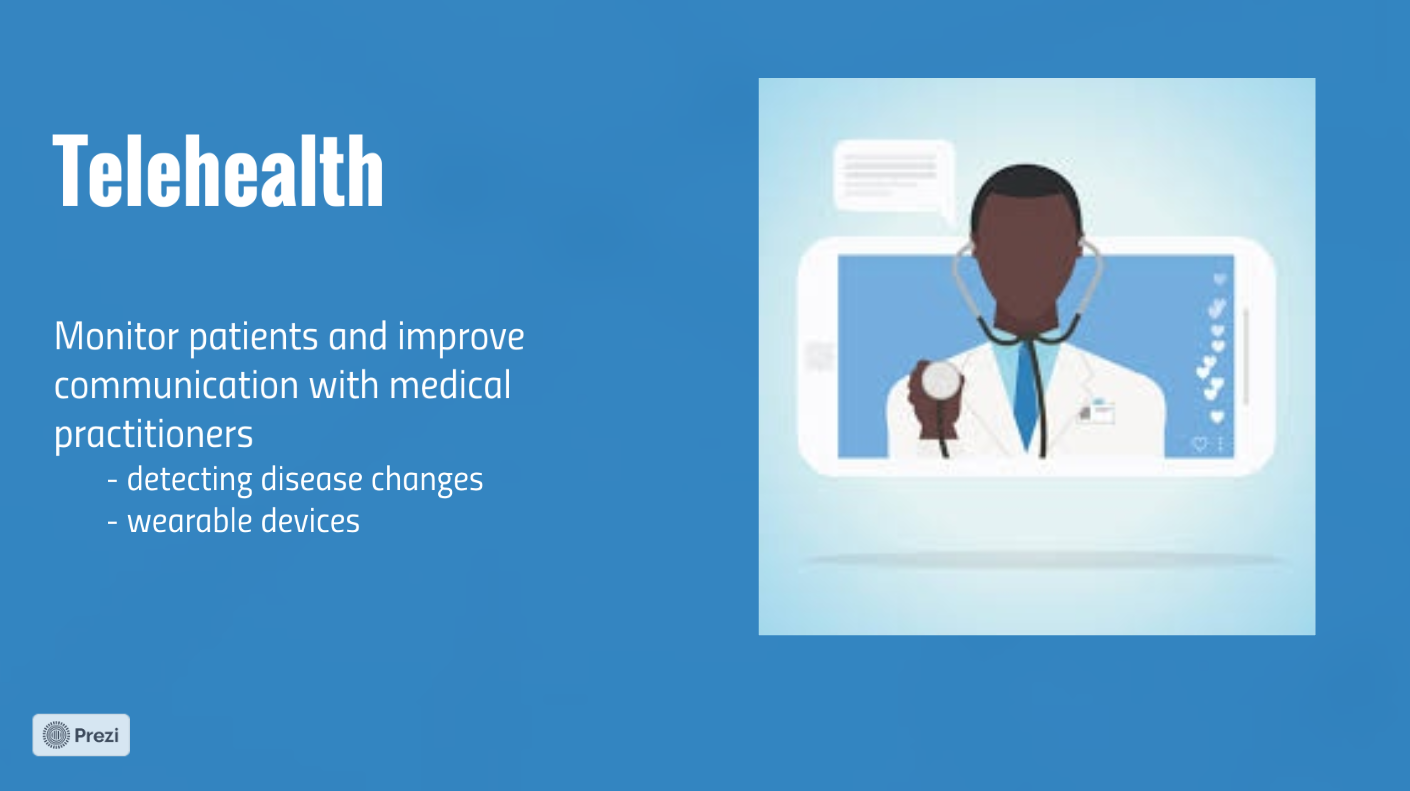 Telehealth
Monitor patients and improve
communication with medical
practitioners
- detecting disease changes
- wearable devices
Prezi